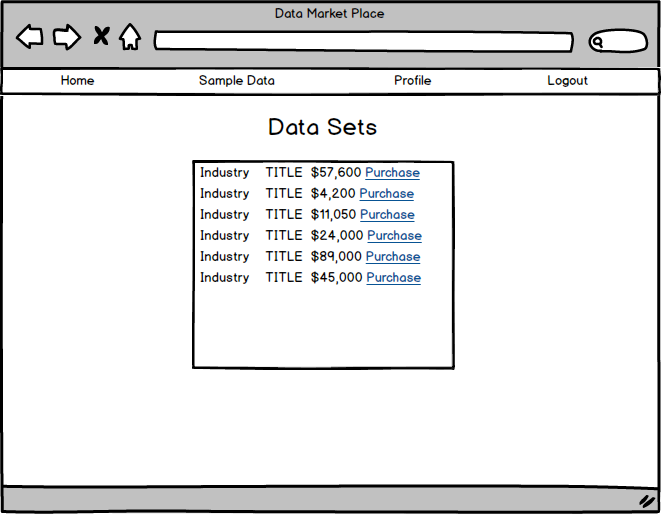 Data Market Place
Home Sample Data Profile Logout
Data Sets
Industry TITLE $57,600 Purchase
Industry TITLE $4,200 Purchase
Industry TITLE $11,050 Purchase
Industry TITLE $24,000 Purchase
Industry TITLE $89,000 Purchase
Industry TITLE $45,000 Purchase